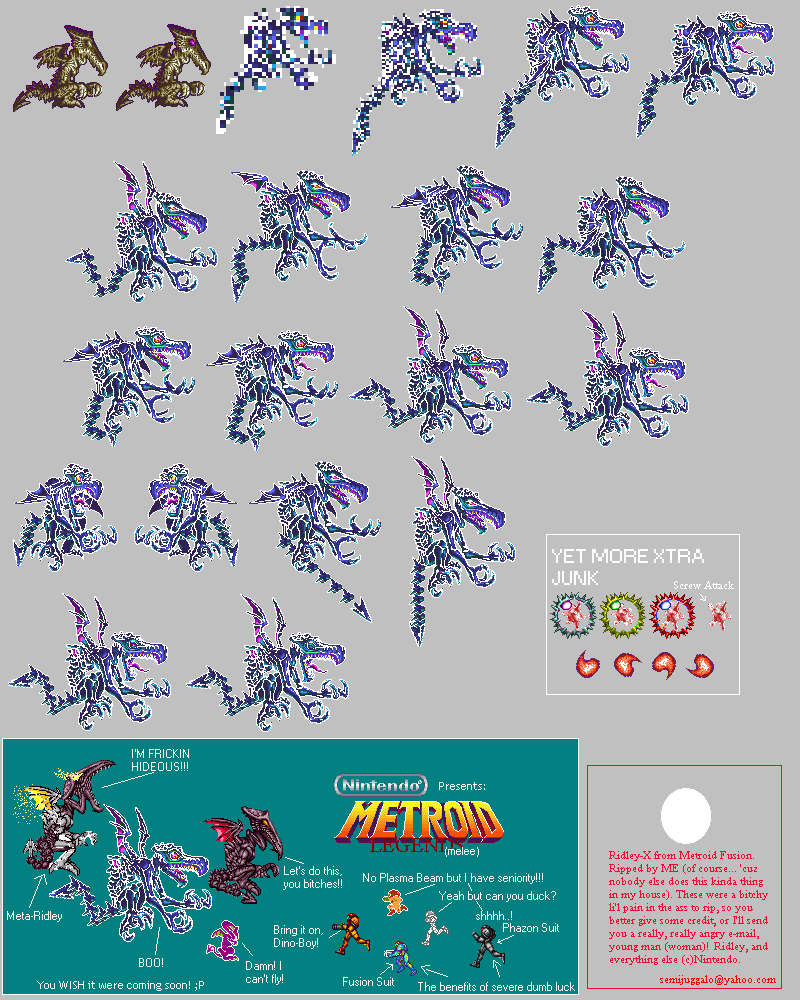 YET MORE XTRA
JUNK
Screw Attack
I'M FRICKIN
HIDEOUS!!!
Nintendo®
Presents:
METROID
LEGENDS
(melee)
Let's do this,
you bitches!!
No Plasma Beam but I have seniority!!!
Yeah but can you duck?
shhhh..!
Phazon Suit
Meta-Ridley
Bring it on,
Dino-Boy!
BOO!
Damn! I
can't fly!
Fusion Suit
The benefits of severe dumb luck
You WISH it were coming soon! ;P
Ridley-X from Metroid Fusion.
Ripped by ME (of course... 'cuz
nobody else does this kinda thing
in my house). These were a bitchy
li'l pain in the ass to rip, so you
better give some credit, or I'll send
you a really, really angry e-mail,
young man (woman)! Ridley, and
everything else (c)Nintendo.
semijuggalo@yahoo.com